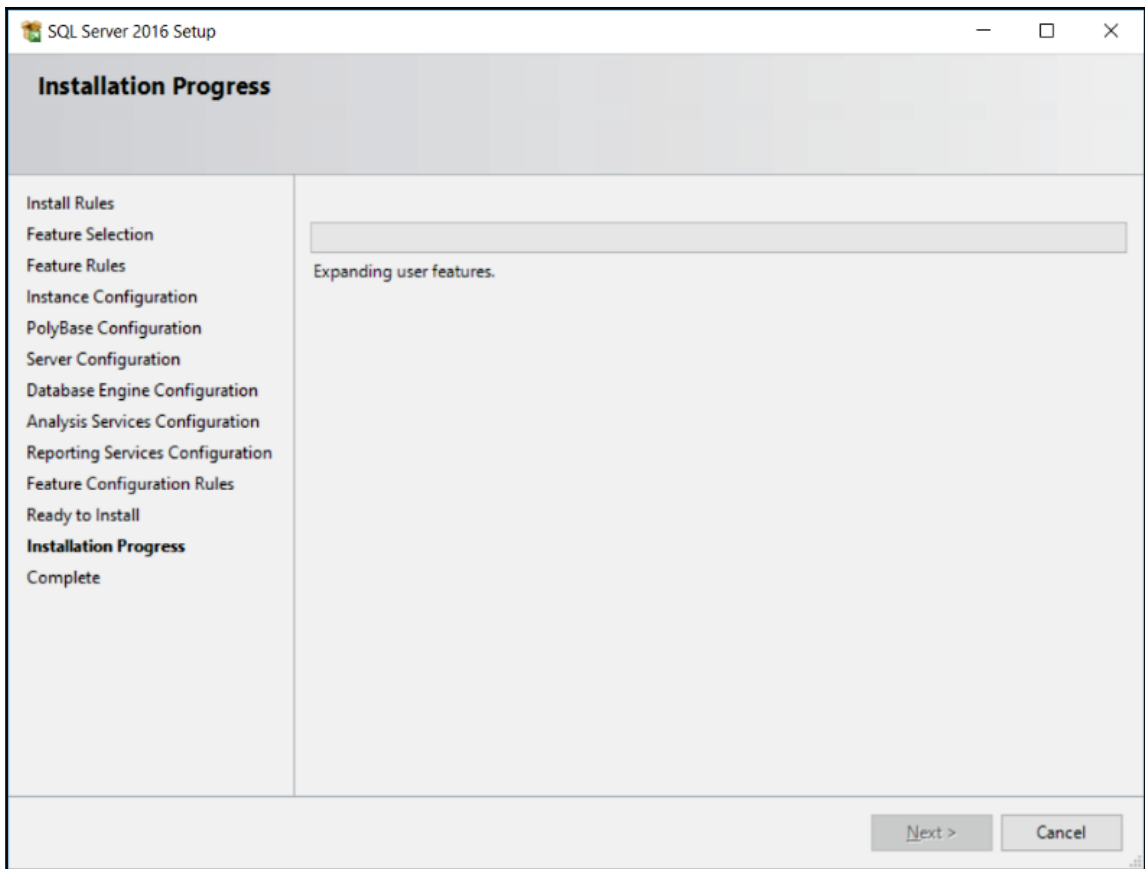 SQL Server 2016 Setup
Installation Progress
Install Rules
Feature Selection
Feature Rules
Instance Configuration
PolyBase Configuration
Server Configuration
Database Engine Configuration
Analysis Services Configuration
Reporting Services Configuration
Feature Configuration Rules
Ready to Install
Installation Progress
Complete
Expanding user features.
Next >
Cancel